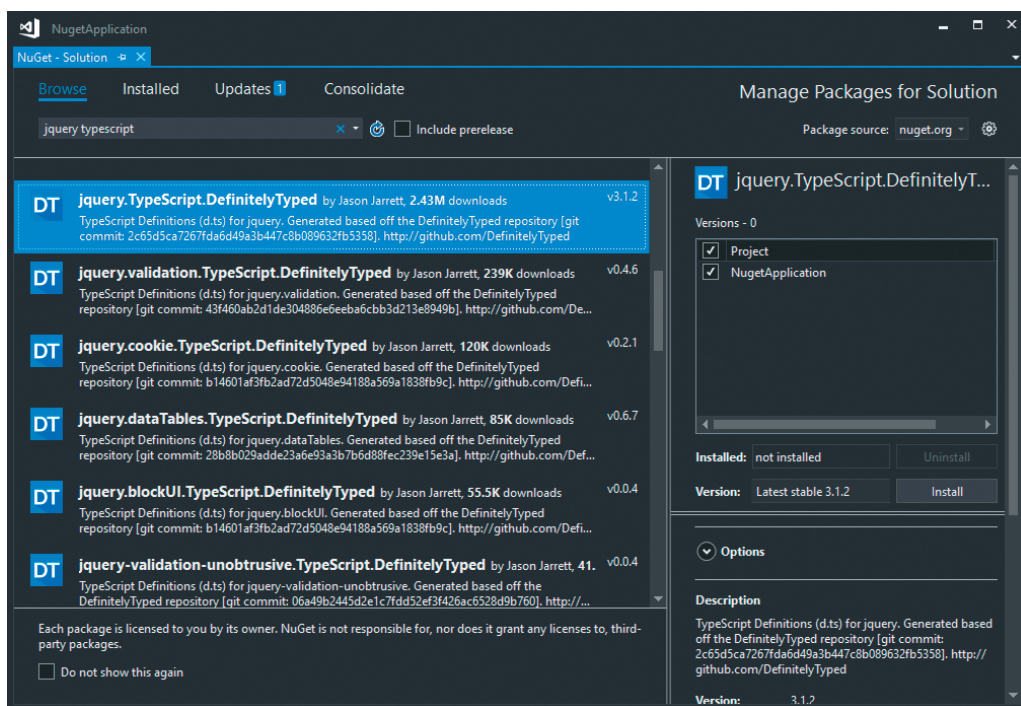 NugetApplication
NuGet - Solution
Browse Installed Updates 1 Consolidate
Manage Packages for Solution
jquery typescript
Include prerelease
Package source: nuget.org
DT jquery.TypeScript.DefinitelyTyped by Jason Jarrett, 2.43M downloads v3.1.2
TypeScript Definitions (d.ts) for jquery. Generated based off the DefinitelyTyped repository [git
commit: 2c65d5ca7267fda6d49a3b447c8b089632fb5358]. http://github.com/DefinitelyTyped
DT jquery.validation.TypeScript.DefinitelyTyped by Jason Jarrett, 239K downloads v0.4.6
TypeScript Definitions (d.ts) for jquery.validation. Generated based off the DefinitelyTyped
repository [git commit: 43f460ab2d1de304886e6eeba6cbb3d213e8949b]. http://github.com/De...
DT jquery.cookie.TypeScript.DefinitelyTyped by Jason Jarrett, 120K downloads v0.2.1
TypeScript Definitions (d.ts) for jquery.cookie. Generated based off the DefinitelyTyped
repository [git commit: b14601af3fb2ad72d5048e94188a569a1838fb9c]. http://github.com/Defi...
DT jquery.dataTables.TypeScript.DefinitelyTyped by Jason Jarrett, 85K downloads v0.6.7
TypeScript Definitions (d.ts) for jquery.dataTables. Generated based off the DefinitelyTyped
repository [git commit: 28b8b029adde23a6e93a3b7b6d88fec239e15e3a]. http://github.com/Def...
DT jquery.blockUI.TypeScript.DefinitelyTyped by Jason Jarrett, 55.5K downloads v0.0.4
TypeScript Definitions (d.ts) for jquery.blockUI. Generated based off the DefinitelyTyped
repository [git commit: b14601af3fb2ad72d5048e94188a569a1838fb9c]. http://github.com/Defi...
DT jquery-validation-unobtrusive.TypeScript.DefinitelyTyped by Jason Jarrett, 41. v0.0.4
TypeScript Definitions (d.ts) for jquery-validation-unobtrusive. Generated based off the
DefinitelyTyped repository [git commit: 06a49b2445d2e1c7fdd52ef3f426ac6528d9b760]. http://...
Each package is licensed to you by its owner. NuGet is not responsible for, nor does it grant any licenses to, third-
party packages.
Do not show this again
DT jquery.TypeScript.DefinitelyT...
Versions - 0
Project
NugetApplication
Installed: not installed Uninstall
Version: Latest stable 3.1.2 Install
Options
Description
TypeScript Definitions (d.ts) for jquery. Generated based
off the DefinitelyTyped repository [git commit:
2c65d5ca7267fda6d49a3b447c8b089632fb5358]. http://
github.com/DefinitelyTyped
Version: 3.1.2